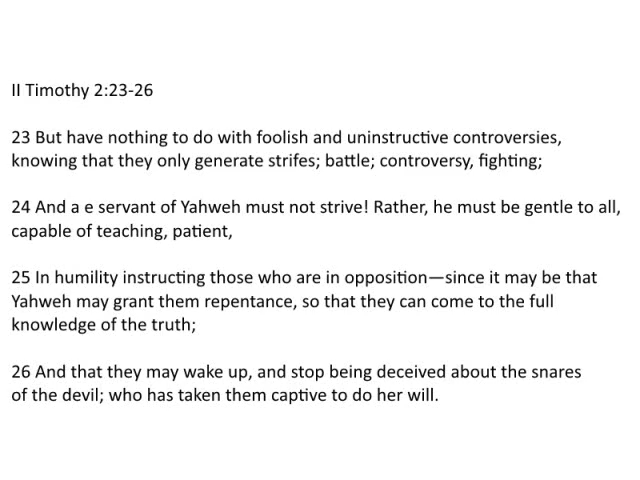 II Timothy 2:23-26
23 But have nothing to do with foolish and uninstructive controversies,
knowing that they only generate strifes; battle; controversy, fighting;
24 And a e servant of Yahweh must not strive! Rather, he must be gentle to all,
capable of teaching, patient,
25 In humility instructing those who are in opposition—since it may be that
Yahweh may grant them repentance, so that they can come to the full
knowledge of the truth;
26 And that they may wake up, and stop being deceived about the snares
of the devil; who has taken them captive to do her will.